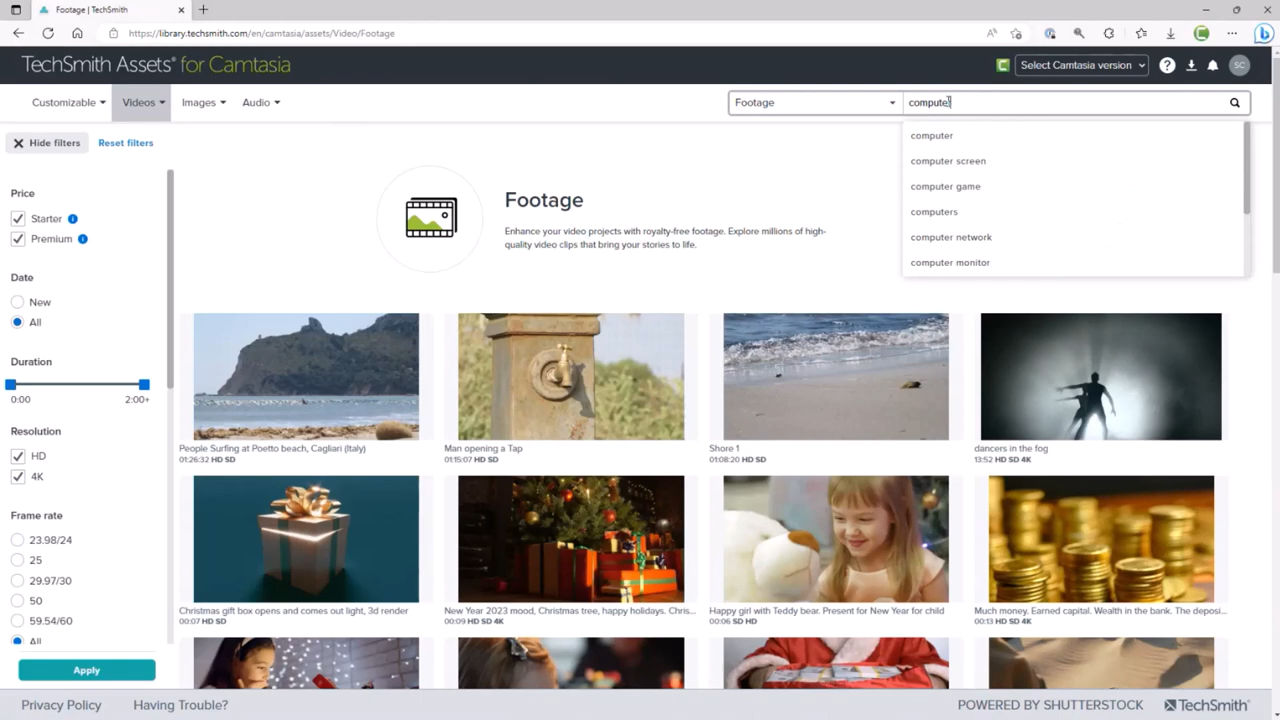 Footage | TechSmith
https://library.techsmith.com/en/camtasia/assets/Video/Footage
TechSmith Assets for Camtasia
Select Camtasia version
SC
Customizable
Videos
Images
Audio
Footage
compute
Hide filters
Reset filters
computer
computer screen
computer game
computers
computer network
computer monitor
Price
Starter
Premium
Date
New
All
Duration
0:00
2:00+
Resolution
HD
4K
Frame rate
23.98/24
25
29.97/30
50
59.54/60
All
Apply
Footage
Enhance your video projects with royalty-free footage. Explore millions of high-
quality video clips that bring your stories to life.
People Surfing at Poetto beach, Cagliari (Italy)
01:26:32 HD SD
Man opening a Tap
01:15:07 HD SD
Shore 1
01:08:20 HD SD
dancers in the fog
13:52 HD SD 4K
Christmas gift box opens and comes out light, 3d render
00:07 HD SD
New Year 2023 mood, Christmas tree, happy holidays. Chris...
00:09 HD SD 4K
Happy girl with Teddy bear. Present for New Year for child
00:06 SD HD
Much money. Earned capital. Wealth in the bank. The deposi...
00:13 HD SD 4K
Privacy Policy
Having Trouble?
POWERED BY SHUTTERSTOCK
TechSmith